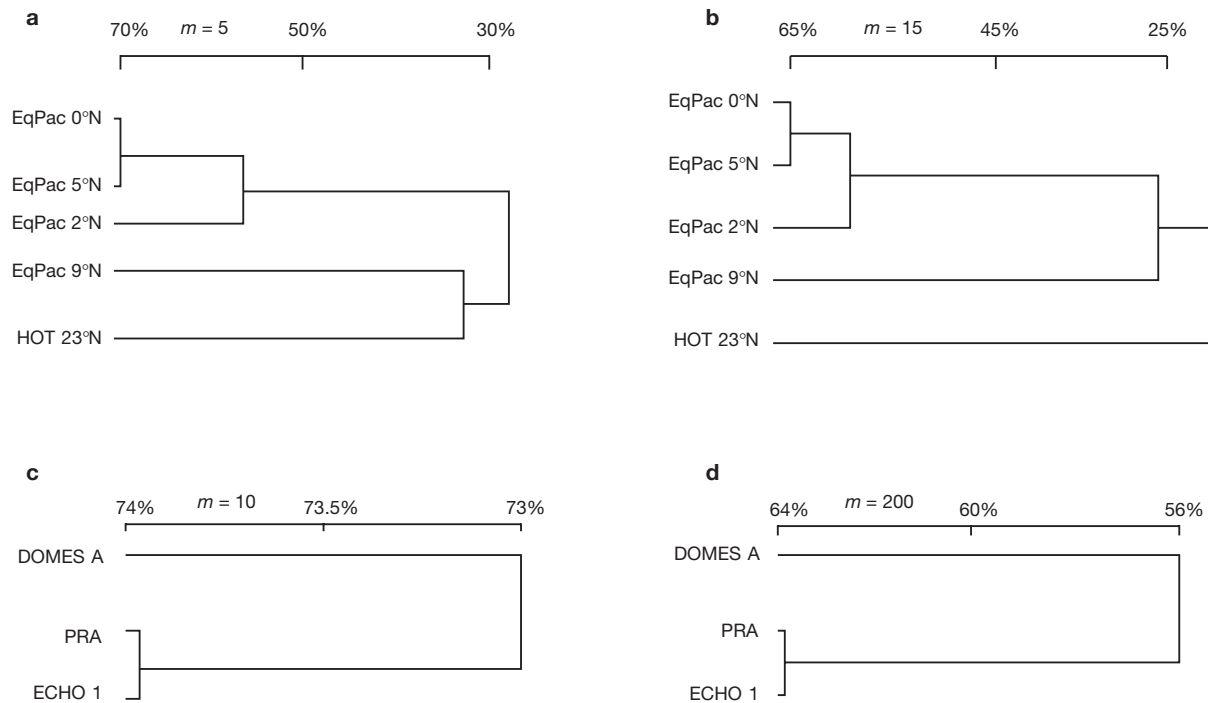 a
70% m = 5 50% 30%
EqPac 0°N
EqPac 5°N
EqPac 2°N
EqPac 9°N
HOT 23°N
b
65% m = 15 45% 25%
EqPac 0°N
EqPac 5°N
EqPac 2°N
EqPac 9°N
HOT 23°N
c
74% m = 10 73.5% 73%
DOMES A
PRA
ECHO 1
d
64% m = 200 60% 56%
DOMES A
PRA
ECHO 1